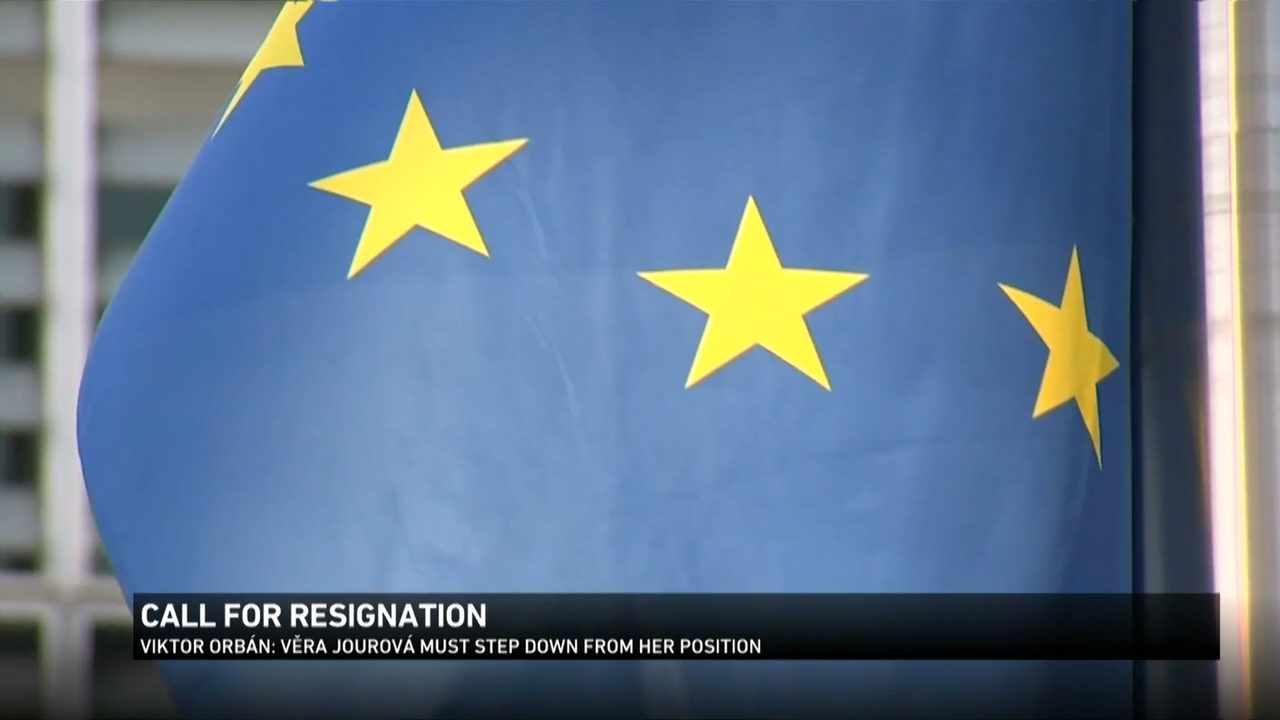 CALL FOR RESIGNATION
VIKTOR ORBÁN: VĚRA JOUROVÁ MUST STEP DOWN FROM HER POSITION